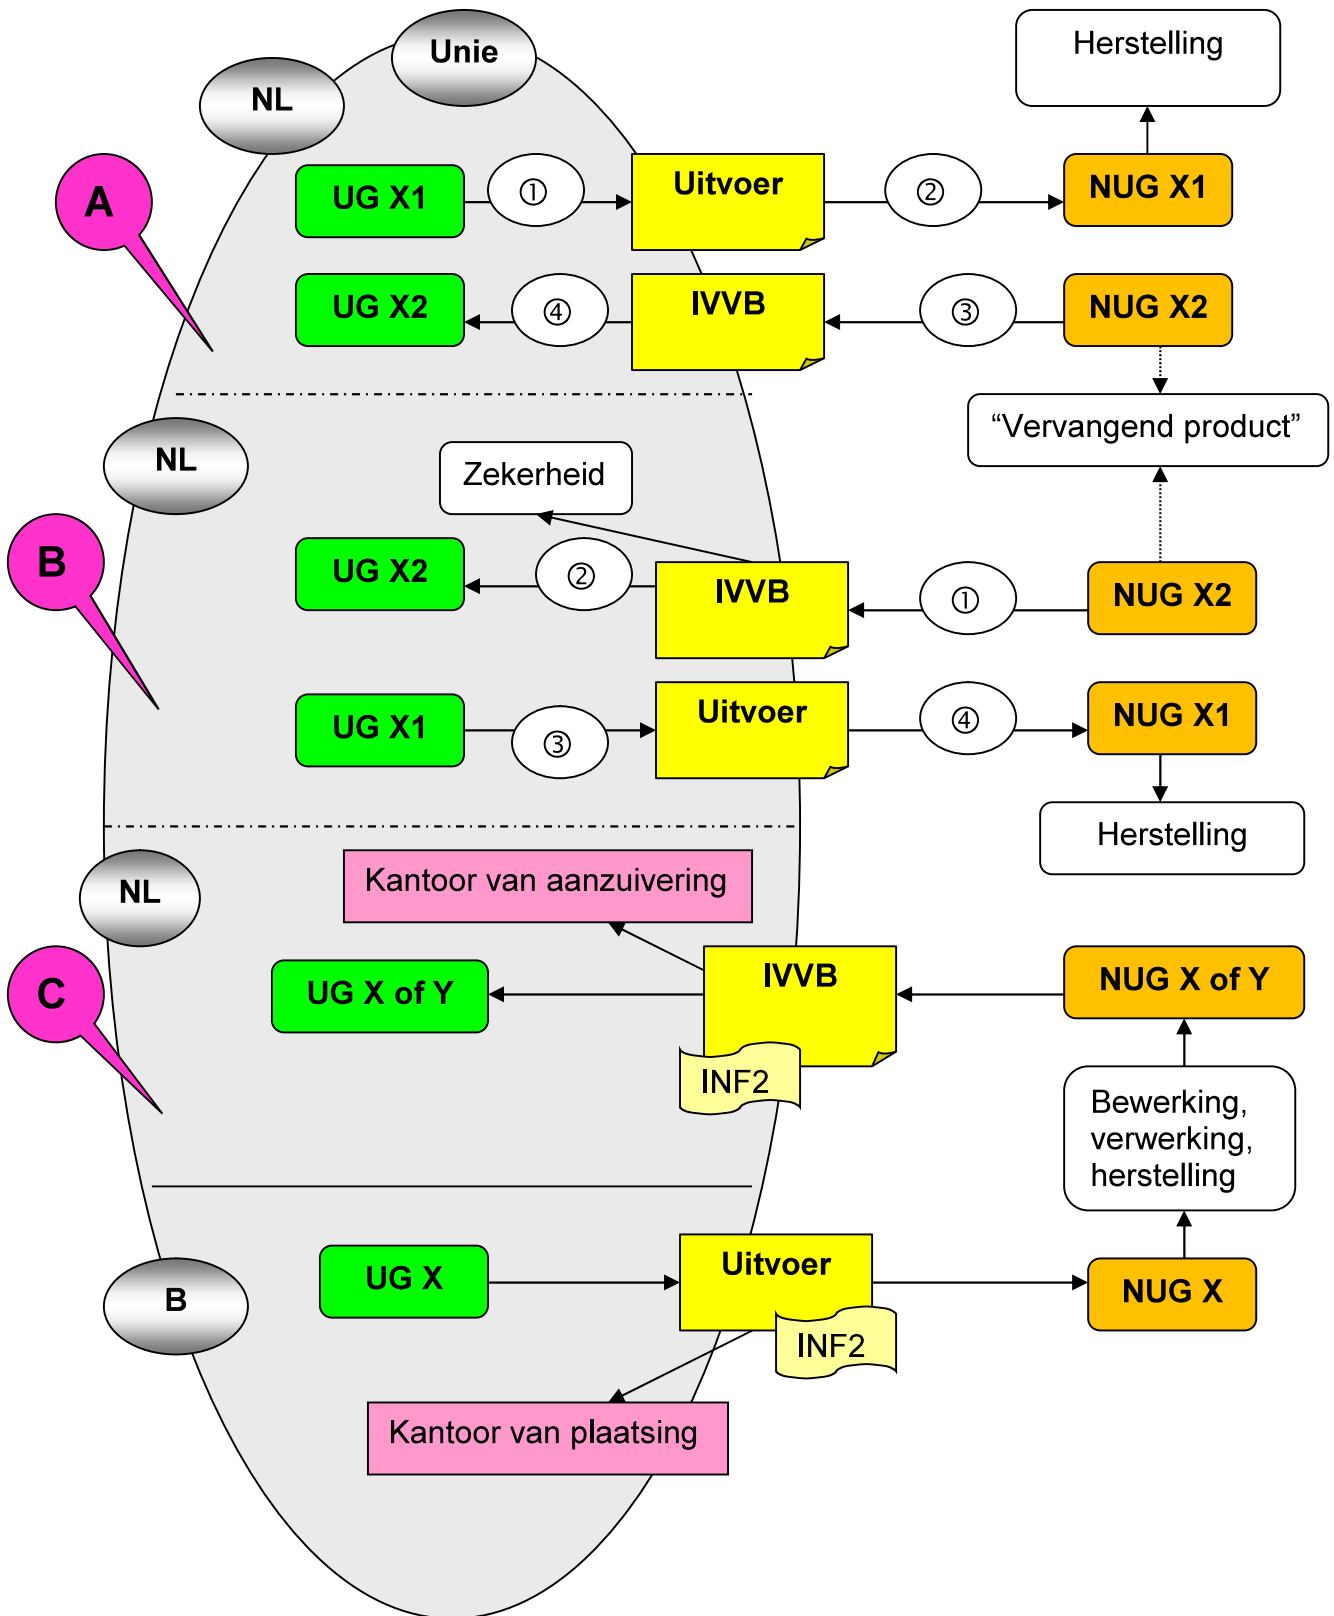 Unie
Herstelling
NL
A
UG X1
①
Uitvoer
②
NUG X1
UG X2
④
IVVB
③
NUG X2
“Vervangend product”
NL
Zekerheid
B
UG X2
②
IVVB
①
NUG X2
UG X1
③
Uitvoer
④
NUG X1
Herstelling
NL
Kantoor van aanzuivering
C
UG X of Y
IVVB
NUG X of Y
INF2
Bewerking,
verwerking,
herstelling
B
UG X
Uitvoer
NUG X
INF2
Kantoor van plaatsing